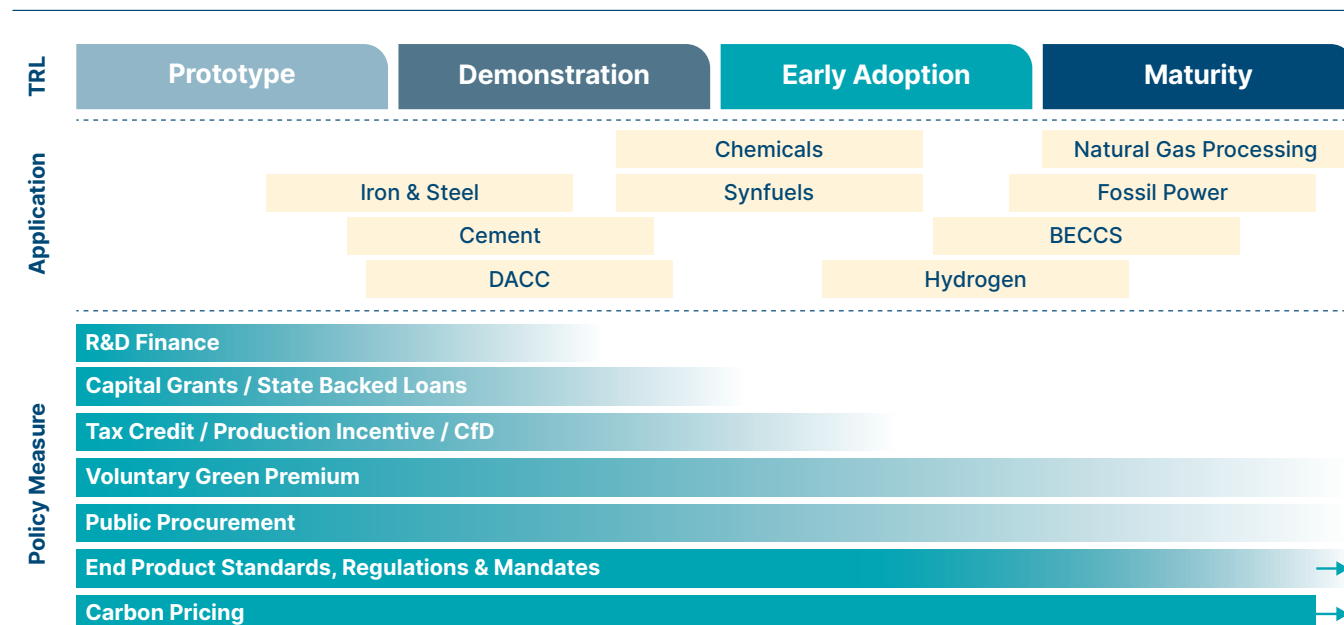 TRL
Prototype
Demonstration
Early Adoption
Maturity
Application
Chemicals
Natural Gas Processing
Iron & Steel
Synfuels
Fossil Power
Cement
BECCS
DACC
Hydrogen
Policy Measure
R&D Finance
Capital Grants / State Backed Loans
Tax Credit / Production Incentive / CfD
Voluntary Green Premium
Public Procurement
End Product Standards, Regulations & Mandates
Carbon Pricing